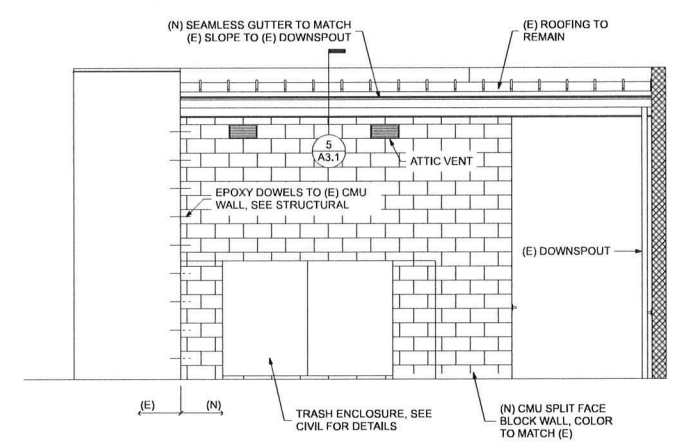 (N) SEAMLESS GUTTER TO MATCH
(E) SLOPE TO (E) DOWNSPOUT
(E) ROOFING TO
REMAIN
5
A3.1
ATTIC VENT
EPOXY DOWELS TO (E) CMU
WALL, SEE STRUCTURAL
(E) DOWNSPOUT
(E)
(N)
TRASH ENCLOSURE, SEE
CIVIL FOR DETAILS
(N) CMU SPLIT FACE
BLOCK WALL, COLOR
TO MATCH (E)